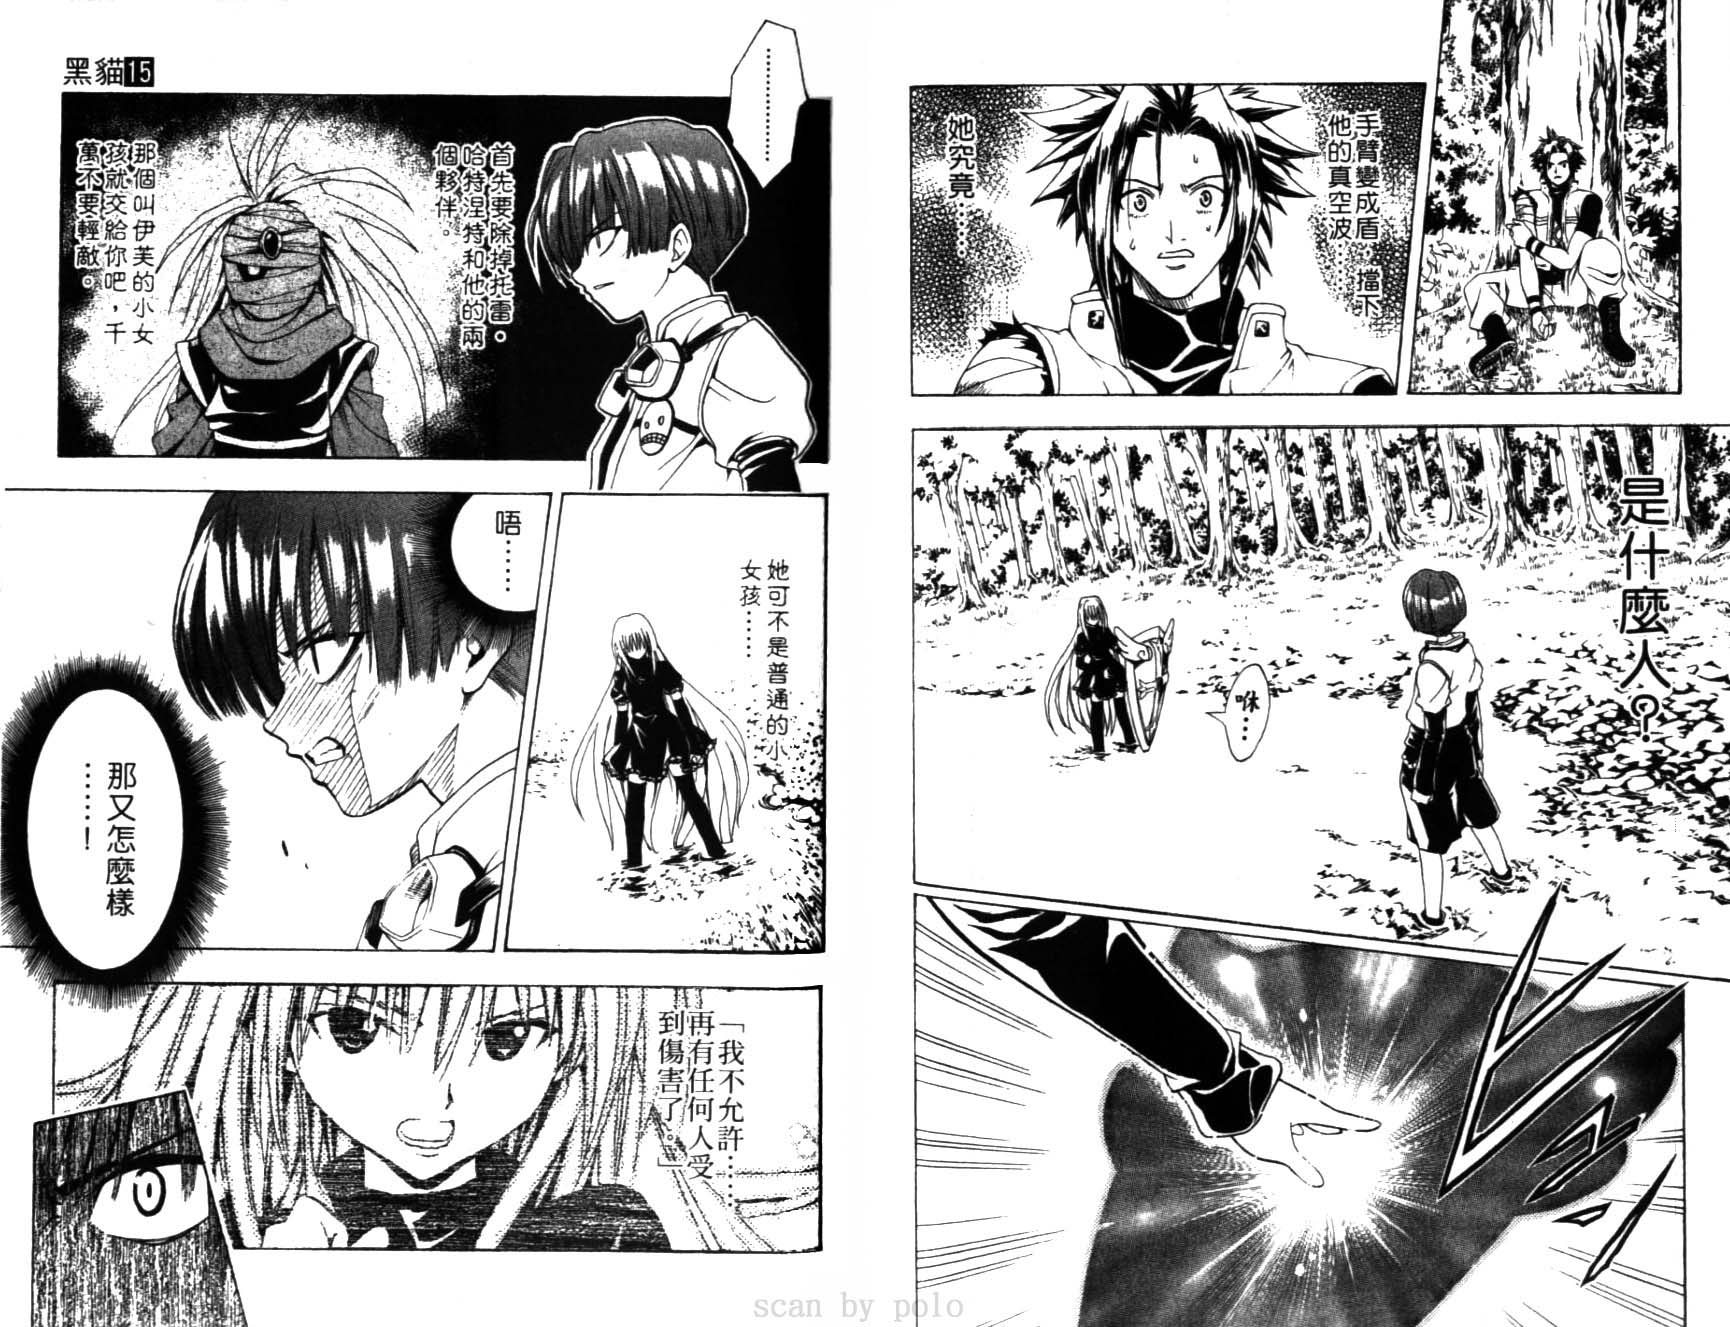 手臂變成盾，擋下
他的真空波
她究竟……
是什麼人？
咻…
黑貓15
………
首先要除掉托雷·
哈特涅特和他的兩
個夥伴。
那個叫伊芙的小女
孩就交給你吧，千
萬不要輕敵。
她可不是普通的小
女孩……
唔……
那又怎麼樣
……！
「我不允許……
再有任何人受
到傷害了…」
scan by polo